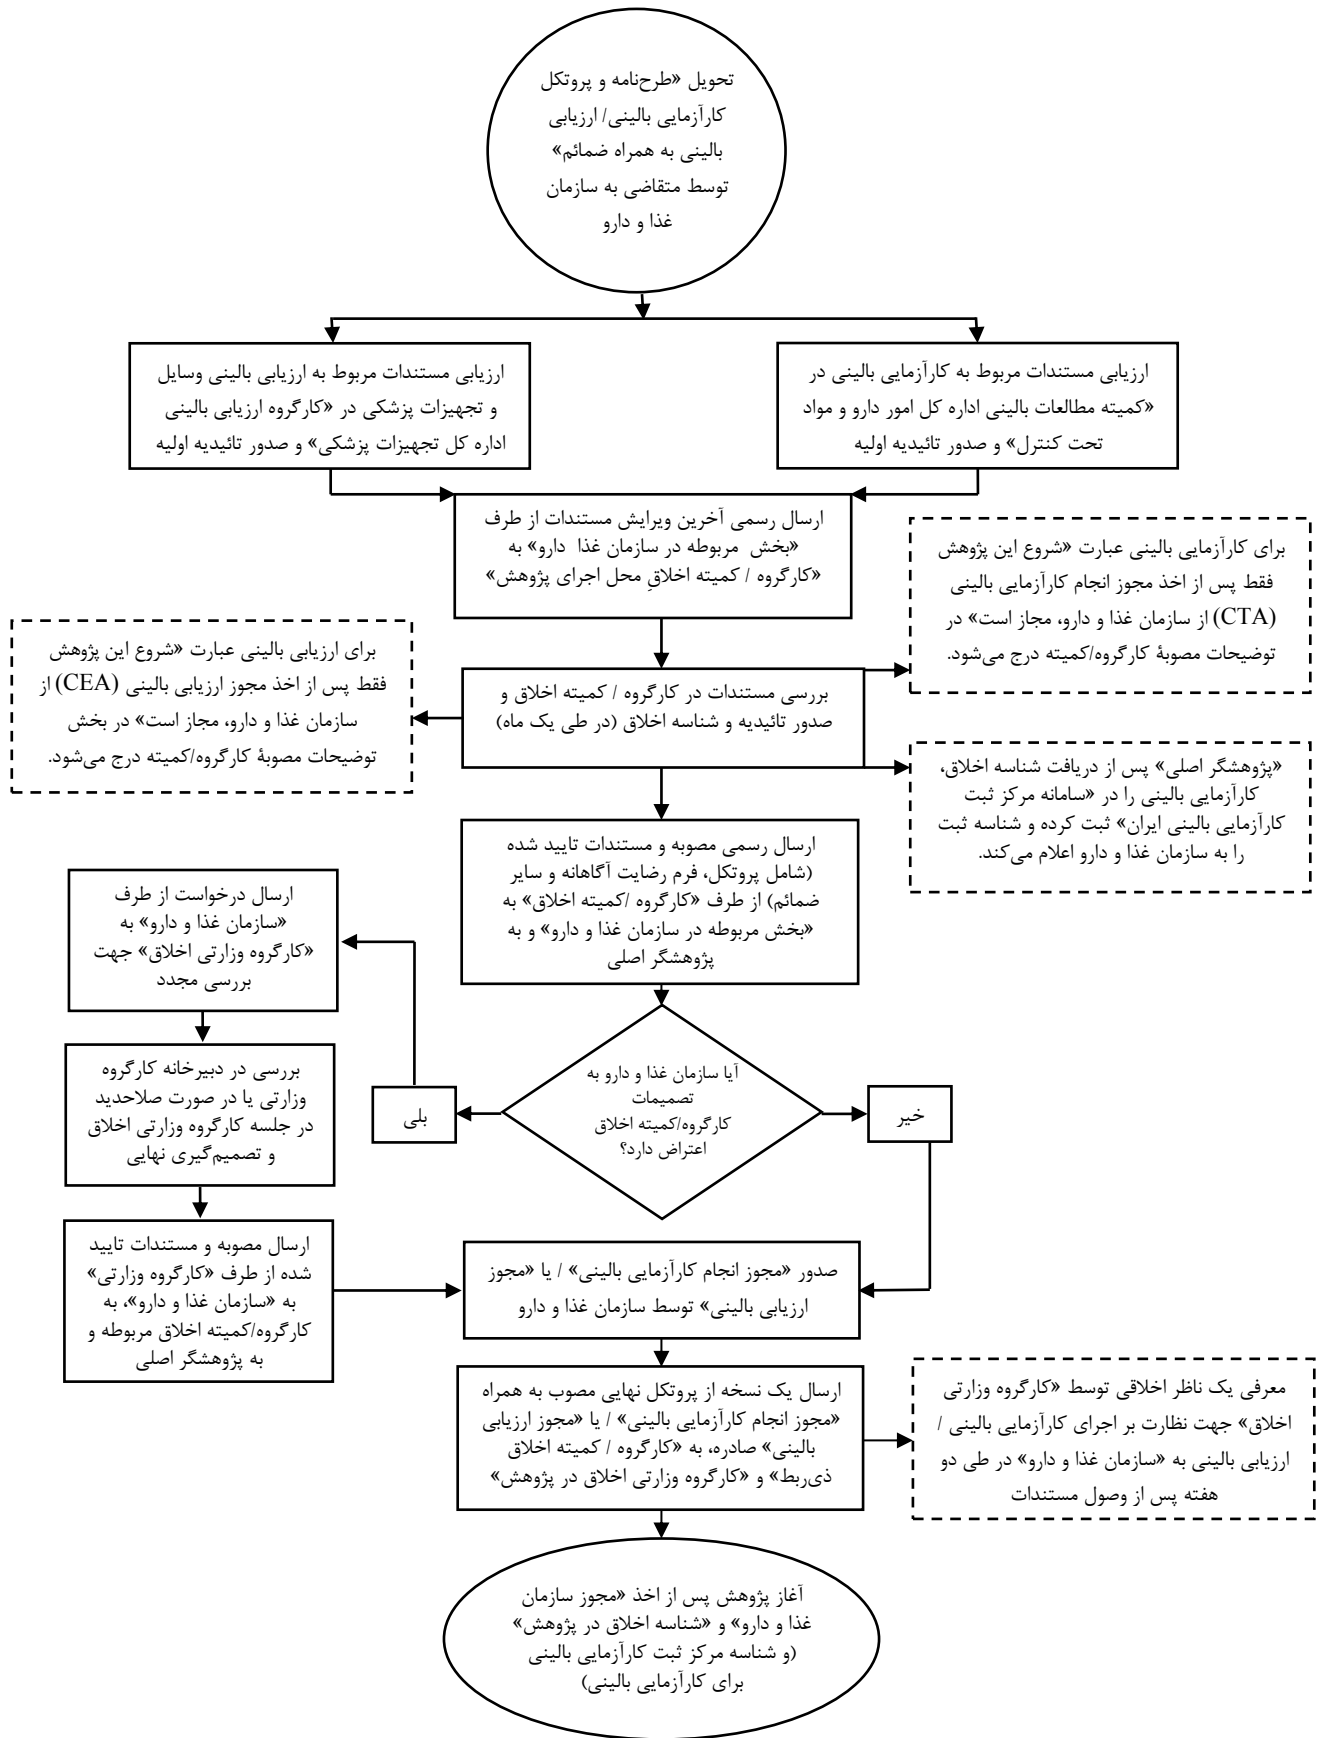 تحویل «طرح‌نامه و پروتکل
کارآزمایی بالینی/ ارزیابی
بالینی به همراه ضمائم»
توسط متقاضی به سازمان
غذا و دارو
ارزیابی مستندات مربوط به کارآزمایی بالینی در
«کمیته مطالعات بالینی اداره کل امور دارو و مواد
تحت کنترل» و صدور تائیدیه اولیه
ارزیابی مستندات مربوط به ارزیابی بالینی وسایل
و تجهیزات پزشکی در «کارگروه ارزیابی بالینی
اداره کل تجهیزات پزشکی» و صدور تائیدیه اولیه
ارسال رسمی آخرین ویرایش مستندات از طرف
«بخش مربوطه در سازمان غذا دارو» به
«کارگروه / کمیته اخلاقِ محل اجرای پژوهش»
برای کارآزمایی بالینی عبارت «شروع این پژوهش
فقط پس از اخذ مجوز انجام کارآزمایی بالینی
(CTA) از سازمان غذا و دارو، مجاز است» در
توضیحات مصوبۀ کارگروه/کمیته درج می‌شود.
برای ارزیابی بالینی عبارت «شروع این پژوهش
فقط پس از اخذ مجوز ارزیابی بالینی (CEA) از
سازمان غذا و دارو، مجاز است» در بخش
توضیحات مصوبۀ کارگروه/کمیته درج می‌شود.
بررسی مستندات در کارگروه / کمیته اخلاق و
صدور تائیدیه و شناسه اخلاق (در طی یک ماه)
«پژوهشگر اصلی» پس از دریافت شناسه اخلاق،
کارآزمایی بالینی را در «سامانه مرکز ثبت
کارآزمایی بالینی ایران» ثبت کرده و شناسه ثبت
را به سازمان غذا و دارو اعلام می‌کند.
ارسال رسمی مصوبه و مستندات تایید شده
(شامل پروتکل، فرم رضایت آگاهانه و سایر
ضمائم) از طرف «کارگروه /کمیته اخلاق» به
«بخش مربوطه در سازمان غذا و دارو» و به
پژوهشگر اصلی
آیا سازمان غذا و دارو به
تصمیمات
کارگروه/کمیته اخلاق
اعتراض دارد؟
خیر
بلی
ارسال درخواست از طرف
«سازمان غذا و دارو» به
«کارگروه وزارتی اخلاق» جهت
بررسی مجدد
بررسی در دبیرخانه کارگروه
وزارتی یا در صورت صلاحدید
در جلسه کارگروه وزارتی اخلاق
و تصمیم‌گیری نهایی
ارسال مصوبه و مستندات تایید
شده از طرف «کارگروه وزارتی»
به «سازمان غذا و دارو»، به
کارگروه/کمیته اخلاق مربوطه و
به پژوهشگر اصلی
صدور «مجوز انجام کارآزمایی بالینی» / یا «مجوز
ارزیابی بالینی» توسط سازمان غذا و دارو
ارسال یک نسخه از پروتکل نهایی مصوب به همراه
«مجوز انجام کارآزمایی بالینی» / یا «مجوز ارزیابی
بالینی» صادره، به «کارگروه / کمیته اخلاق
ذی‌ربط» و «کارگروه وزارتی اخلاق در پژوهش»
معرفی یک ناظر اخلاقی توسط «کارگروه وزارتی
اخلاق» جهت نظارت بر اجرای کارآزمایی بالینی /
ارزیابی بالینی به «سازمان غذا و دارو» در طی دو
هفته پس از وصول مستندات
آغاز پژوهش پس از اخذ «مجوز سازمان
غذا و دارو» و «شناسه اخلاق در پژوهش»
(و شناسه مرکز ثبت کارآزمایی بالینی
برای کارآزمایی بالینی)